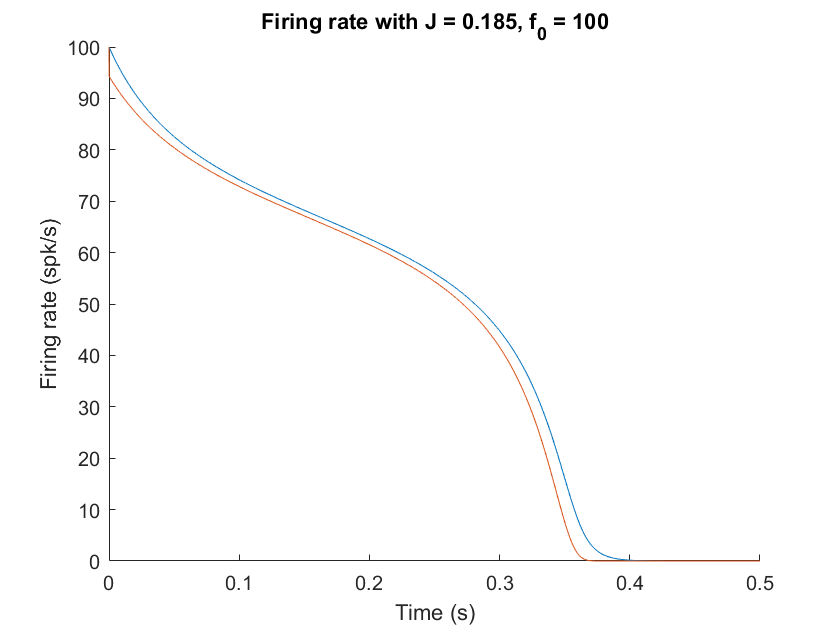 Firing rate with J = 0.185, f₀ = 100
100
90
80
70
60
50
40
30
20
10
0
Firing rate (spk/s)
0 0.1 0.2 0.3 0.4 0.5
Time (s)